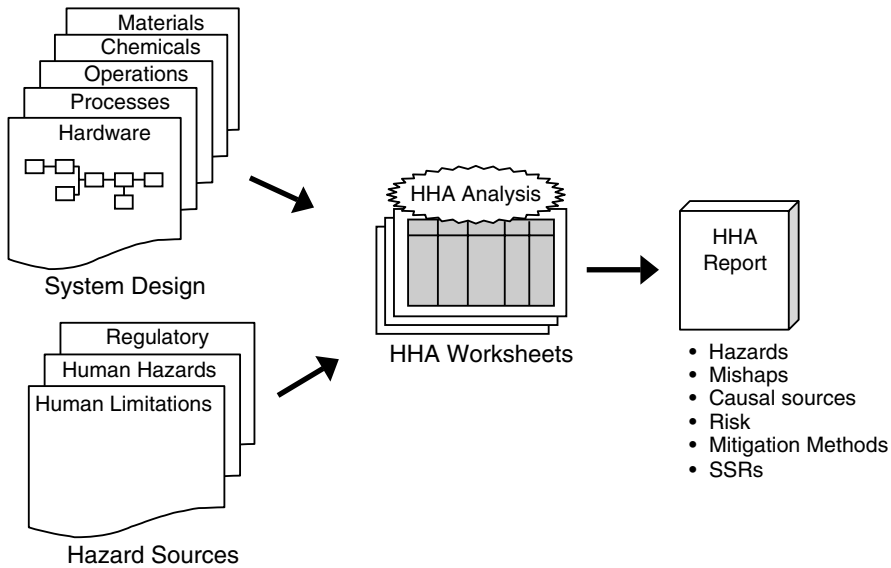 Materials
Chemicals
Operations
Processes
Hardware
System Design
Regulatory
Human Hazards
Human Limitations
Hazard Sources
HHA Analysis
HHA Worksheets
HHA
Report
• Hazards
• Mishaps
• Causal sources
• Risk
• Mitigation Methods
• SSRs